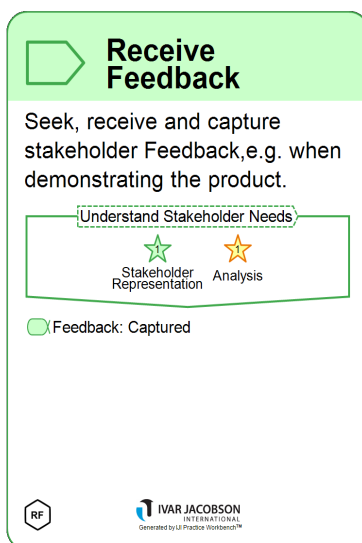 Receive
Feedback
Seek, receive and capture
stakeholder Feedback,e.g. when
demonstrating the product.
Understand Stakeholder Needs
1
1
Stakeholder
Representation
Analysis
Feedback: Captured
RF
IVAR JACOBSON
INTERNATIONAL
Generated by IJI Practice Workbench™